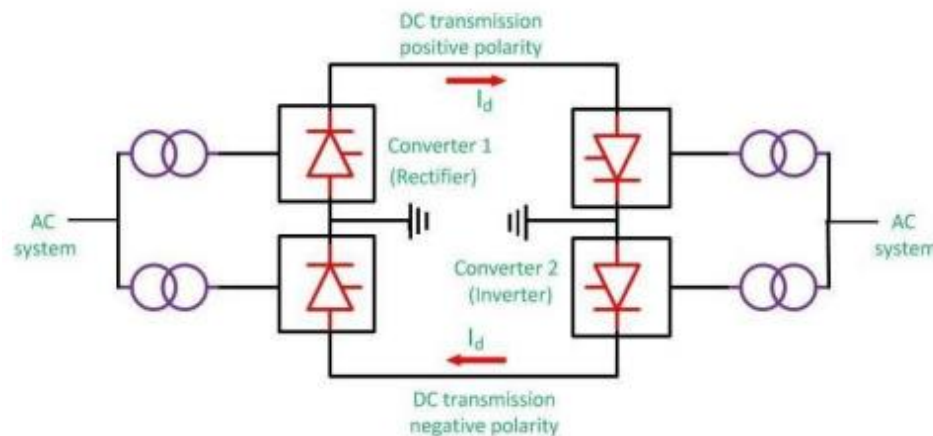 DC transmission
positive polarity
I_d
Converter 1
(Rectifier)
AC
system
AC
system
Converter 2
(Inverter)
I_d
DC transmission
negative polarity